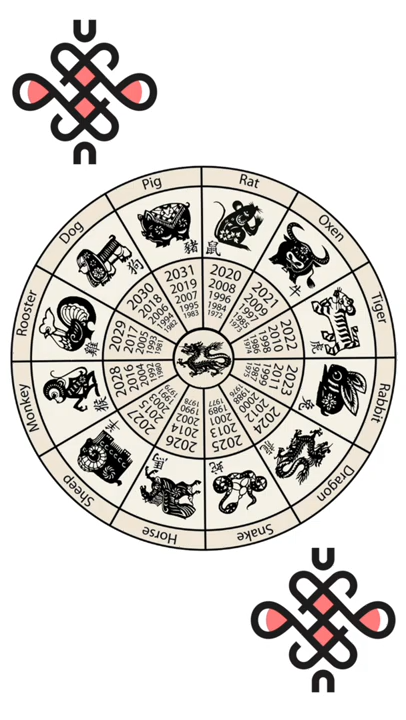 Rat
鼠
2020
2008
1996
1984
1972
Oxen
牛
2021
2009
1997
1985
1973
Tiger
虎
2022
2010
1998
1986
1974
Rabbit
兔
2023
2011
1999
1987
1975
Dragon
龍
2024
2012
2000
1988
1976
Snake
蛇
2025
2013
2001
1989
1977
Horse
馬
2026
2014
2002
1990
1978
Sheep
羊
2027
2015
2003
1991
1979
Monkey
猴
2028
2016
2004
1992
1980
Rooster
雞
2029
2017
2005
1993
1981
Dog
狗
2030
2018
2006
1994
1982
Pig
豬
2031
2019
2007
1995
1983